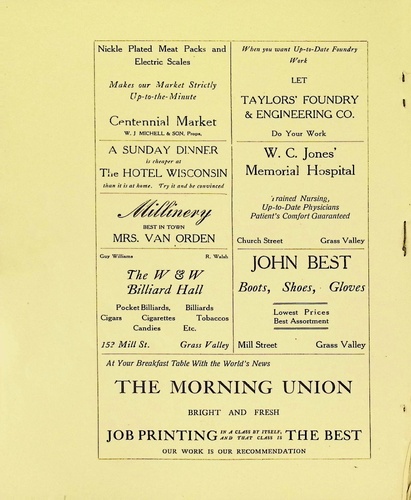 Nickle Plated Meat Packs and
Electric Scales
Makes our Market Strictly
Up-to-the-Minute
Centennial Market
W. J. MICHELL & SON, Props.
A SUNDAY DINNER
is cheaper at
The HOTEL WISCONSIN
than it is at home. Try it and be convinced
Millinery
BEST IN TOWN
MRS. VAN ORDEN
Guy Williams R. Walsh
The W & W
Billiard Hall
Pocket Billiards, Billiards
Cigars Cigarettes Tobaccos
Candies Etc.
152 Mill St. Grass Valley
When you want Up-to-Date Foundry
Work
LET
TAYLORS' FOUNDRY
& ENGINEERING CO.
Do Your Work
W. C. Jones'
Memorial Hospital
rained Nursing,
Up-to-Date Physicians
Patient's Comfort Guaranteed
Church Street Grass Valley
JOHN BEST
Boots, Shoes, Gloves
Lowest Prices
Best Assortment
Mill Street Grass Valley
At Your Breakfast Table With the World's News
THE MORNING UNION
BRIGHT AND FRESH
JOB PRINTING IN A CLASS BY ITSELF, AND THAT CLASS IS THE BEST
OUR WORK IS OUR RECOMMENDATION